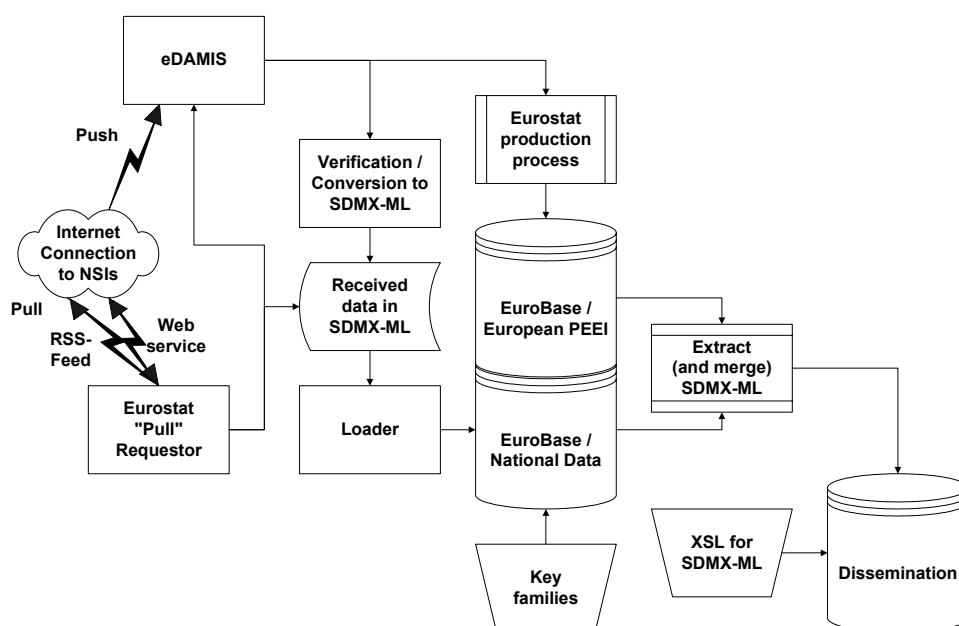 eDAMIS
Push
Eurostat
production
process
Verification /
Conversion to
SDMX-ML
Internet
Connection
to NSIs
Received
data in
SDMX-ML
EuroBase /
European PEEI
Pull
RSS-
Feed
Web
service
Extract
(and merge)
SDMX-ML
Eurostat
"Pull"
Requestor
Loader
EuroBase /
National Data
XSL for
SDMX-ML
Dissemination
Key
families